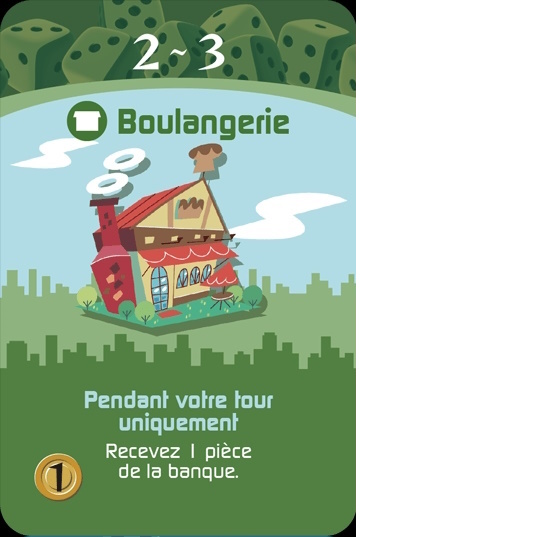 2 ~ 3
Boulangerie
Pendant votre tour
uniquement
Recevez 1 pièce
de la banque.
1